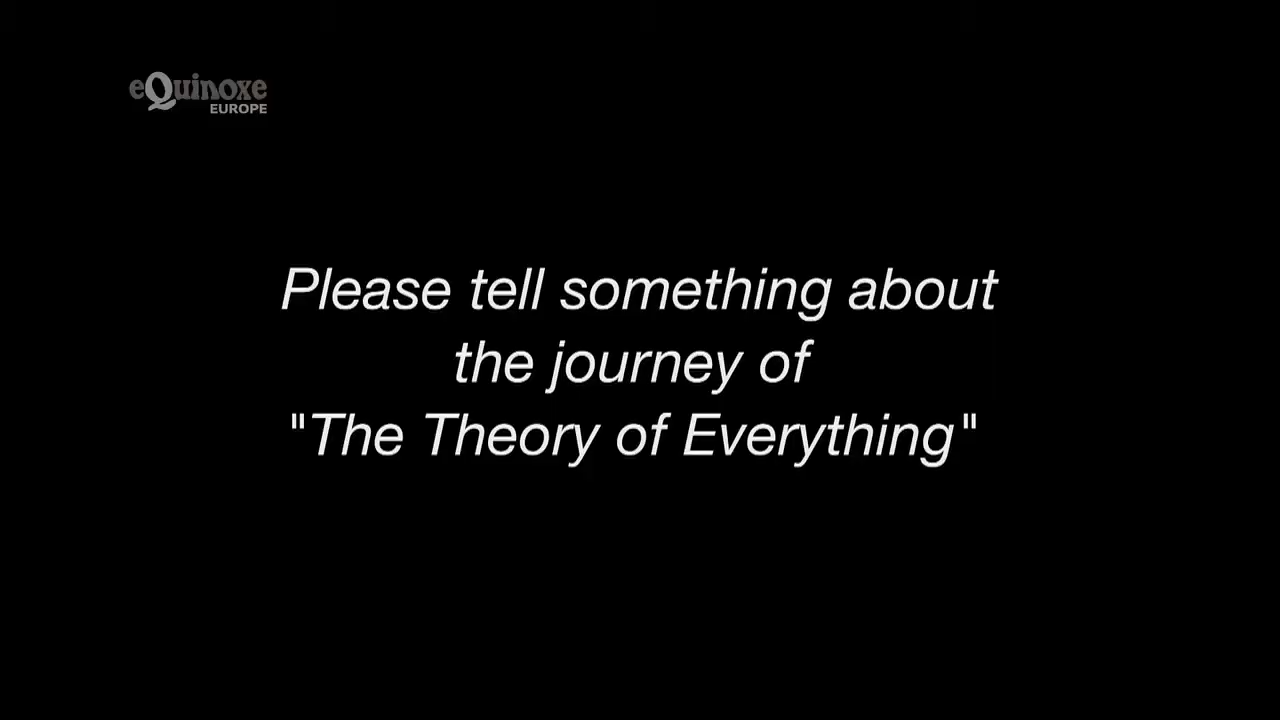 eQuinoxe
EUROPE
Please tell something about
the journey of
"The Theory of Everything"